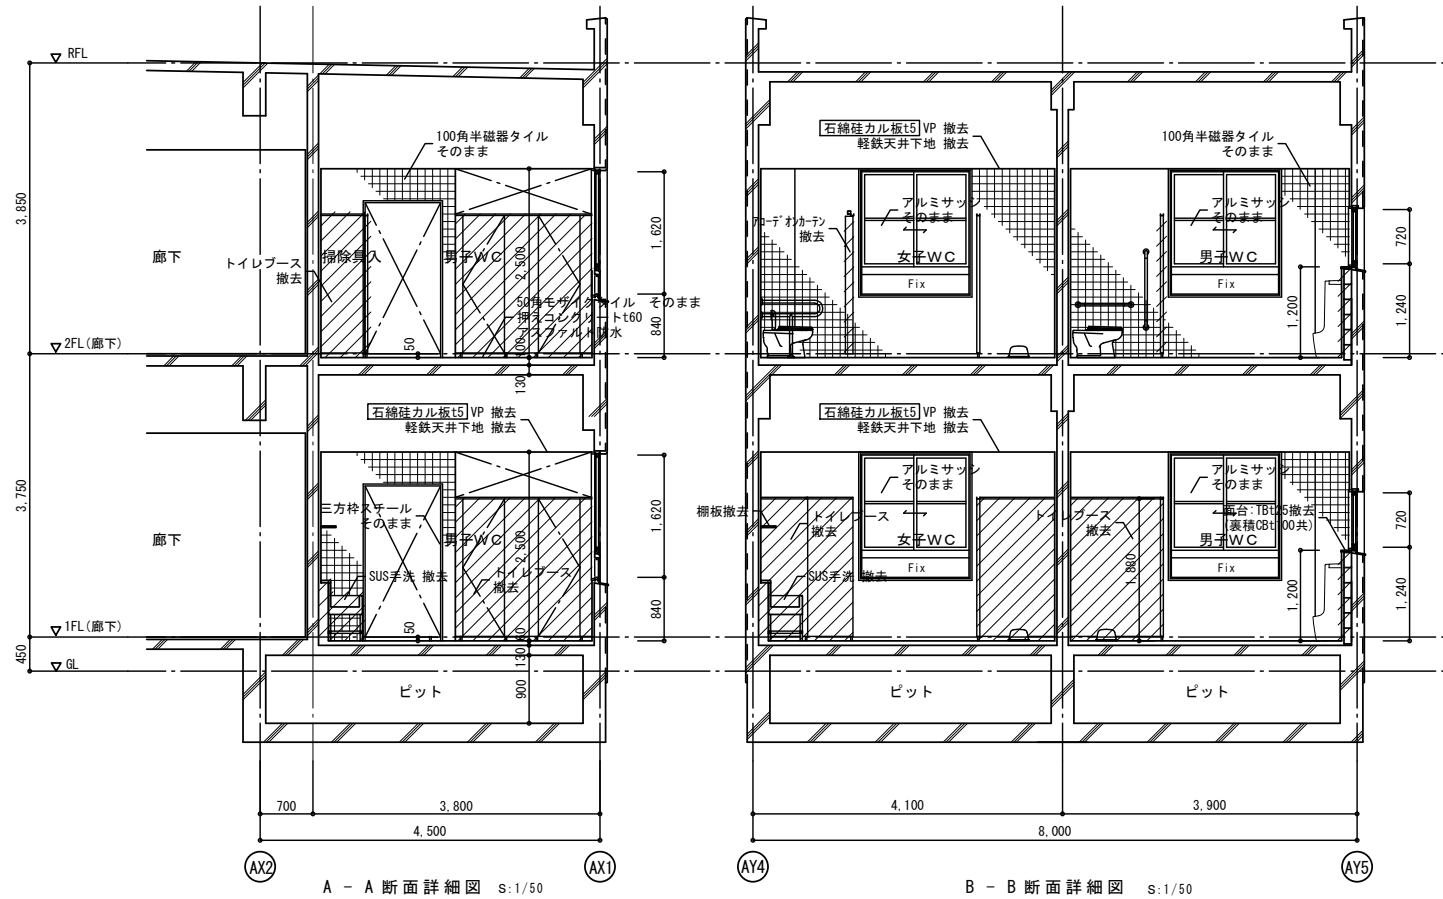 RFL
100角半磁器タイル
そのまま
3,850
1,620
廊下
掃除具入
男子WC
トイレブース
撤去
2,500
50角モザイクタイル そのまま
押えコンクリートt60
アスファルト防水
840
50
100
2FL(廊下)
130
石綿硅カル板t5 VP 撤去
軽鉄天井下地 撤去
3,750
三方枠スチール
そのまま
1,620
廊下
男子WC
2,500
SUS手洗 撤去
トイレブース
撤去
840
50
60
1FL(廊下)
130
450
GL
900
ピット
700
3,800
4,500
AX2
AX1
A - A 断面詳細図 S:1/50
石綿硅カル板t5 VP 撤去
軽鉄天井下地 撤去
100角半磁器タイル
そのまま
アコーデオンカーテン
撤去
アルミサッシ
そのまま
女子WC
Fix
アルミサッシ
そのまま
男子WC
Fix
720
1,200
1,240
石綿硅カル板t5 VP 撤去
軽鉄天井下地 撤去
棚板撤去
トイレブース
撤去
アルミサッシ
そのまま
女子WC
Fix
SUS手洗 撤去
トイレブース
撤去
1,880
アルミサッシ
そのまま
男子WC
Fix
面台:TBt25撤去
(裏積CBt100共)
720
1,200
1,240
ピット
ピット
4,100
3,900
8,000
AY4
AY5
B - B 断面詳細図 S:1/50